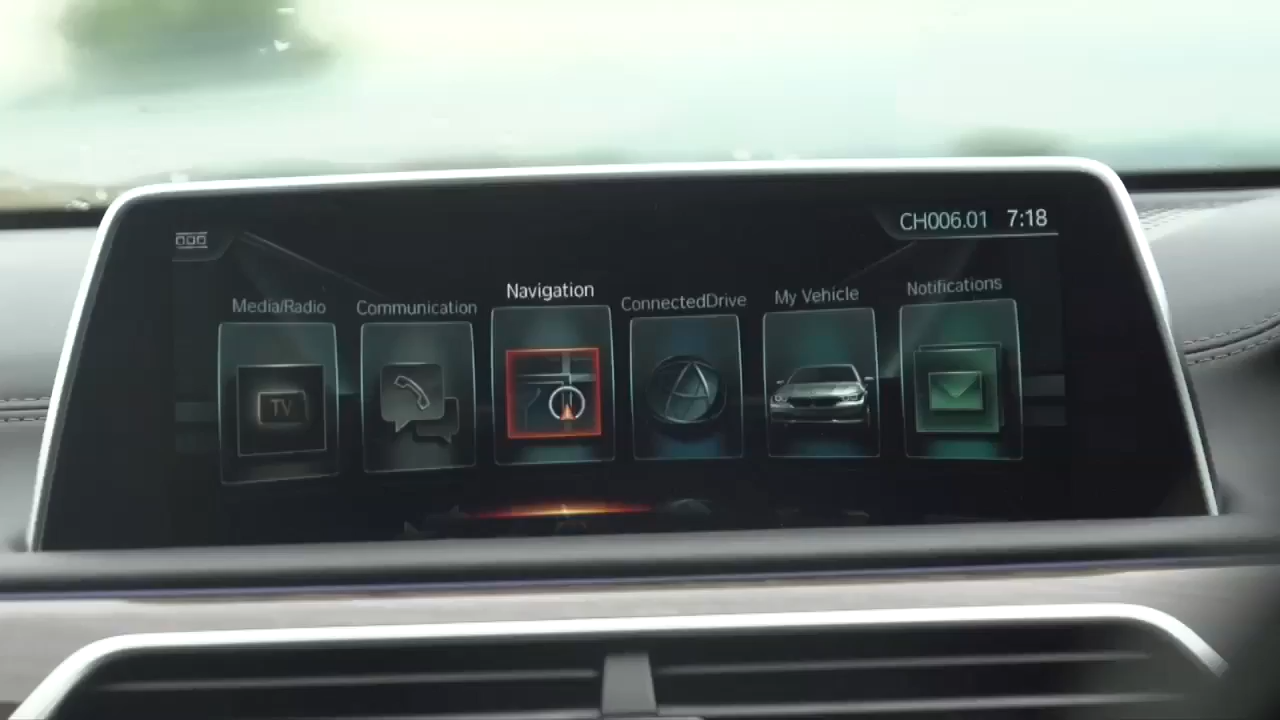 CH006.01 7:18
Media/Radio
Communication
Navigation
ConnectedDrive
My Vehicle
Notifications
TV